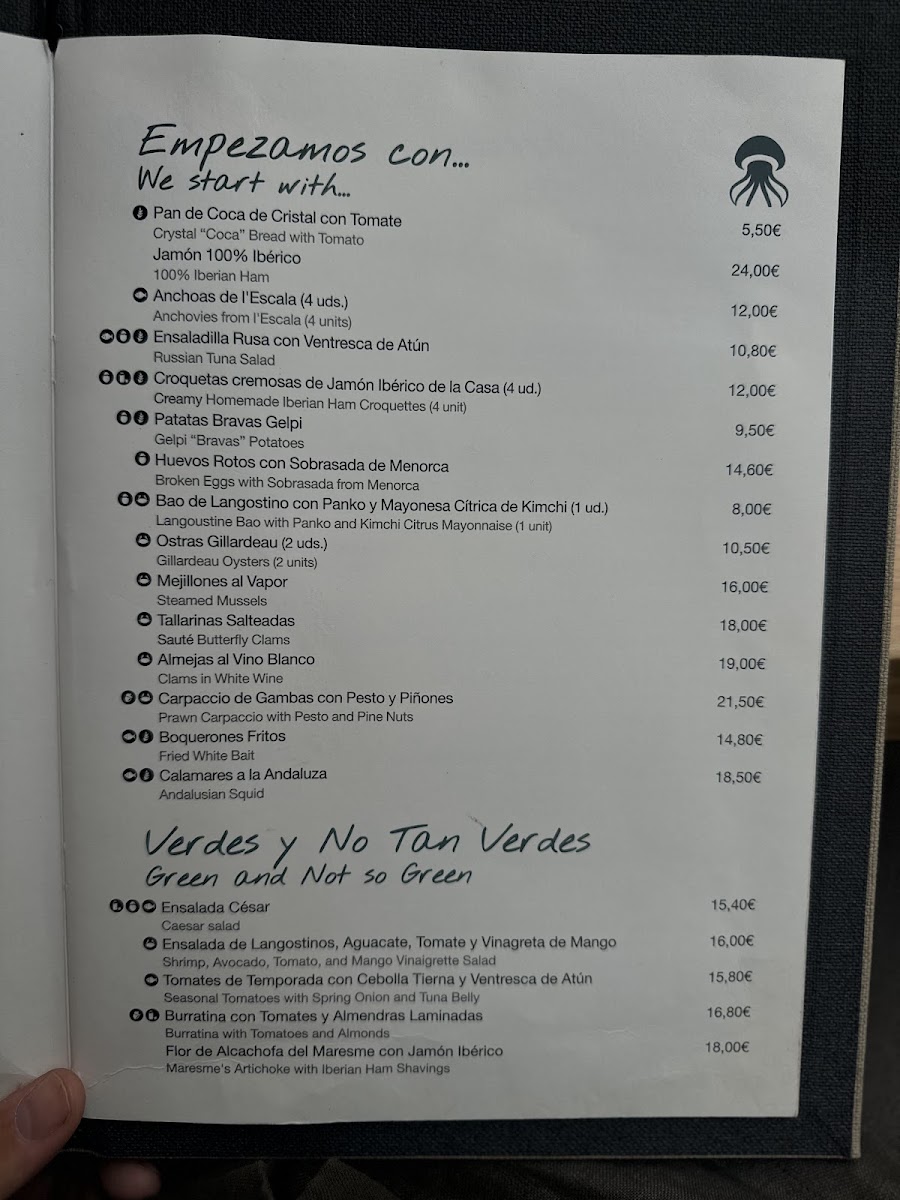 Empezamos con...
We start with...
Pan de Coca de Cristal con Tomate 5,50€
Crystal “Coca” Bread with Tomato
Jamón 100% Ibérico 24,00€
100% Iberian Ham
Anchoas de l'Escala (4 uds.) 12,00€
Anchovies from l'Escala (4 units)
Ensaladilla Rusa con Ventresca de Atún 10,80€
Russian Tuna Salad
Croquetas cremosas de Jamón Ibérico de la Casa (4 ud.) 12,00€
Creamy Homemade Iberian Ham Croquettes (4 unit)
Patatas Bravas Gelpi 9,50€
Gelpi “Bravas” Potatoes
Huevos Rotos con Sobrasada de Menorca 14,60€
Broken Eggs with Sobrasada from Menorca
Bao de Langostino con Panko y Mayonesa Cítrica de Kimchi (1 ud.) 8,00€
Langoustine Bao with Panko and Kimchi Citrus Mayonnaise (1 unit)
Ostras Gillardeau (2 uds.) 10,50€
Gillardeau Oysters (2 units)
Mejillones al Vapor 16,00€
Steamed Mussels
Tallarinas Salteadas 18,00€
Sauté Butterfly Clams
Almejas al Vino Blanco 19,00€
Clams in White Wine
Carpaccio de Gambas con Pesto y Piñones 21,50€
Prawn Carpaccio with Pesto and Pine Nuts
Boquerones Fritos 14,80€
Fried White Bait
Calamares a la Andaluza 18,50€
Andalusian Squid
Verdes y No Tan Verdes
Green and Not so Green
Ensalada César 15,40€
Caesar salad
Ensalada de Langostinos, Aguacate, Tomate y Vinagreta de Mango 16,00€
Shrimp, Avocado, Tomato, and Mango Vinaigrette Salad
Tomates de Temporada con Cebolla Tierna y Ventresca de Atún 15,80€
Seasonal Tomatoes with Spring Onion and Tuna Belly
Burratina con Tomates y Almendras Laminadas 16,80€
Burratina with Tomatoes and Almonds
Flor de Alcachofa del Maresme con Jamón Ibérico 18,00€
Maresme's Artichoke with Iberian Ham Shavings